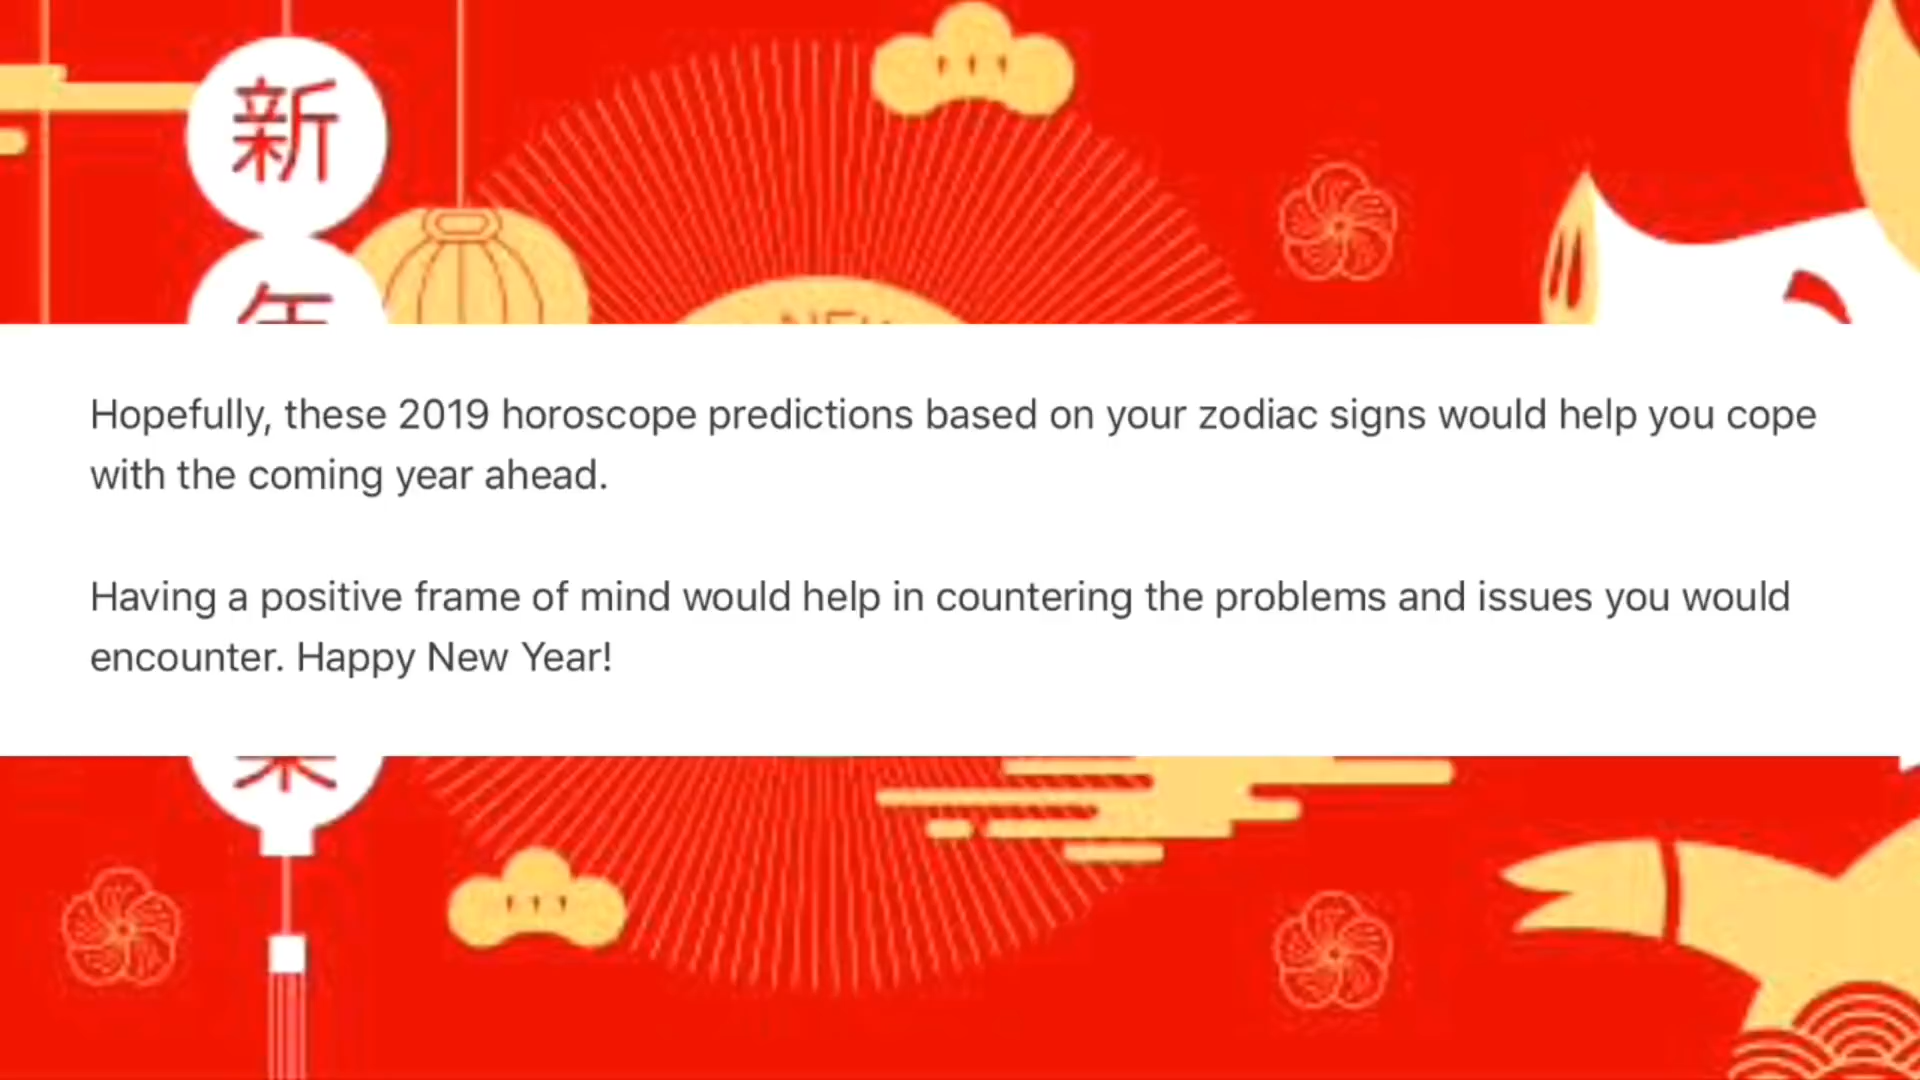 新
年
NEW
Hopefully, these 2019 horoscope predictions based on your zodiac signs would help you cope
with the coming year ahead.
Having a positive frame of mind would help in countering the problems and issues you would
encounter. Happy New Year!